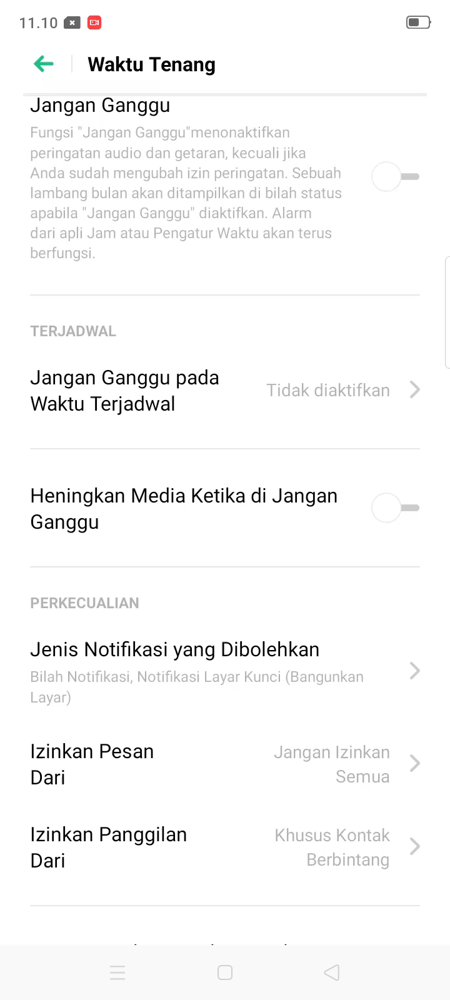 11.10
Waktu Tenang
Jangan Ganggu
Fungsi "Jangan Ganggu"menonaktifkan
peringatan audio dan getaran, kecuali jika
Anda sudah mengubah izin peringatan. Sebuah
lambang bulan akan ditampilkan di bilah status
apabila "Jangan Ganggu" diaktifkan. Alarm
dari apli Jam atau Pengatur Waktu akan terus
berfungsi.
TERJADWAL
Jangan Ganggu pada
Waktu Terjadwal
Tidak diaktifkan
Heningkan Media Ketika di Jangan
Ganggu
PERKECUALIAN
Jenis Notifikasi yang Dibolehkan
Bilah Notifikasi, Notifikasi Layar Kunci (Bangunkan
Layar)
Izinkan Pesan
Dari
Jangan Izinkan
Semua
Izinkan Panggilan
Dari
Khusus Kontak
Berbintang